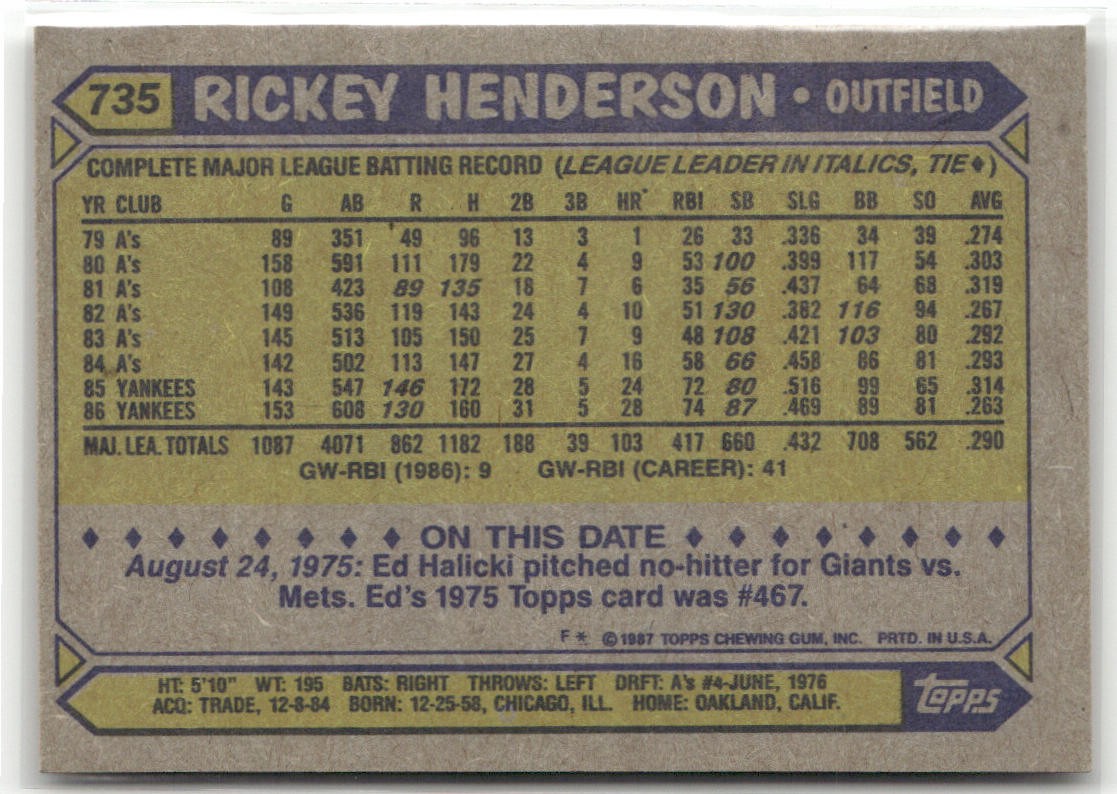 735 RICKEY HENDERSON • OUTFIELD
COMPLETE MAJOR LEAGUE BATTING RECORD (LEAGUE LEADER IN ITALICS, TIE♦)
YR CLUB G AB R H 2B 3B HR RBI SB SLG BB SO AVG
79 A's 89 351 49 96 13 3 1 26 33 .336 34 39 .274
80 A's 158 591 111 179 22 4 9 53 100 .399 117 54 .303
81 A's 108 423 89 135 18 7 6 35 56 .437 64 68 .319
82 A's 149 536 119 143 24 4 10 51 130 .382 116 94 .267
83 A's 145 513 105 150 25 7 9 48 108 .421 103 80 .292
84 A's 142 502 113 147 27 4 16 58 66 .458 86 81 .293
85 YANKEES 143 547 146 172 28 5 24 72 80 .516 99 65 .314
86 YANKEES 153 608 130 160 31 5 28 74 87 .469 89 81 .263
MAJ. LEA. TOTALS 1087 4071 862 1182 188 39 103 417 660 .432 708 562 .290
GW-RBI (1986): 9 GW-RBI (CAREER): 41
♦ ♦ ♦ ♦ ♦ ♦ ♦ ♦ ON THIS DATE ♦ ♦ ♦ ♦ ♦ ♦ ♦ ♦
August 24, 1975: Ed Halicki pitched no-hitter for Giants vs.
Mets. Ed's 1975 Topps card was #467.
F* ©1987 TOPPS CHEWING GUM, INC. PRTD. IN U.S.A.
HT: 5'10" WT: 195 BATS: RIGHT THROWS: LEFT DRFT: A's #4-JUNE, 1976
ACQ: TRADE, 12-8-84 BORN: 12-25-58, CHICAGO, ILL. HOME: OAKLAND, CALIF.
topps